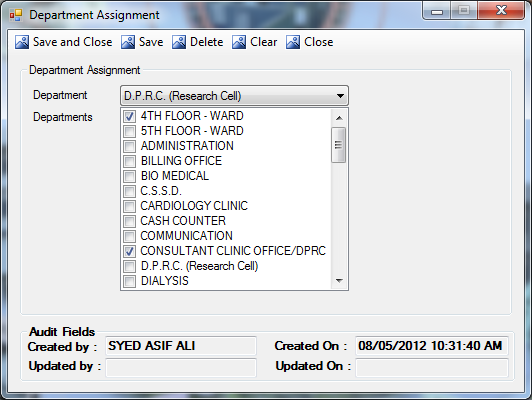 Department Assignment
Save and Close Save Delete Clear Close
Department Assignment
Department D.P.R.C. (Research Cell)
Departments 4TH FLOOR - WARD
5TH FLOOR - WARD
ADMINISTRATION
BILLING OFFICE
BIO MEDICAL
C.S.S.D.
CARDIOLOGY CLINIC
CASH COUNTER
COMMUNICATION
CONSULTANT CLINIC OFFICE/DPRC
D.P.R.C. (Research Cell)
DIALYSIS
Audit Fields
Created by : SYED ASIF ALI Created On : 08/05/2012 10:31:40 AM
Updated by : Updated On :